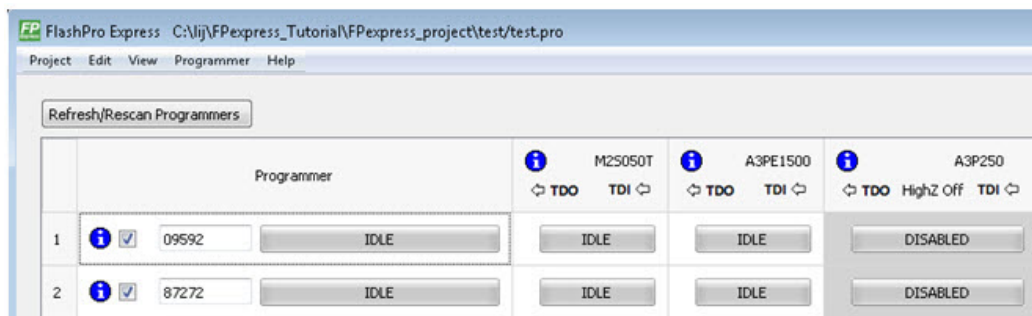 FP FlashPro Express C:\lij\FPexpress_Tutorial\FPexpress_project\test/test.pro
Project Edit View Programmer Help
Refresh/Rescan Programmers
Programmer M2S050T A3PE1500 A3P250
TDO TDI TDO TDI TDO HighZ Off TDI
1 09592 IDLE IDLE IDLE DISABLED
2 87272 IDLE IDLE IDLE DISABLED